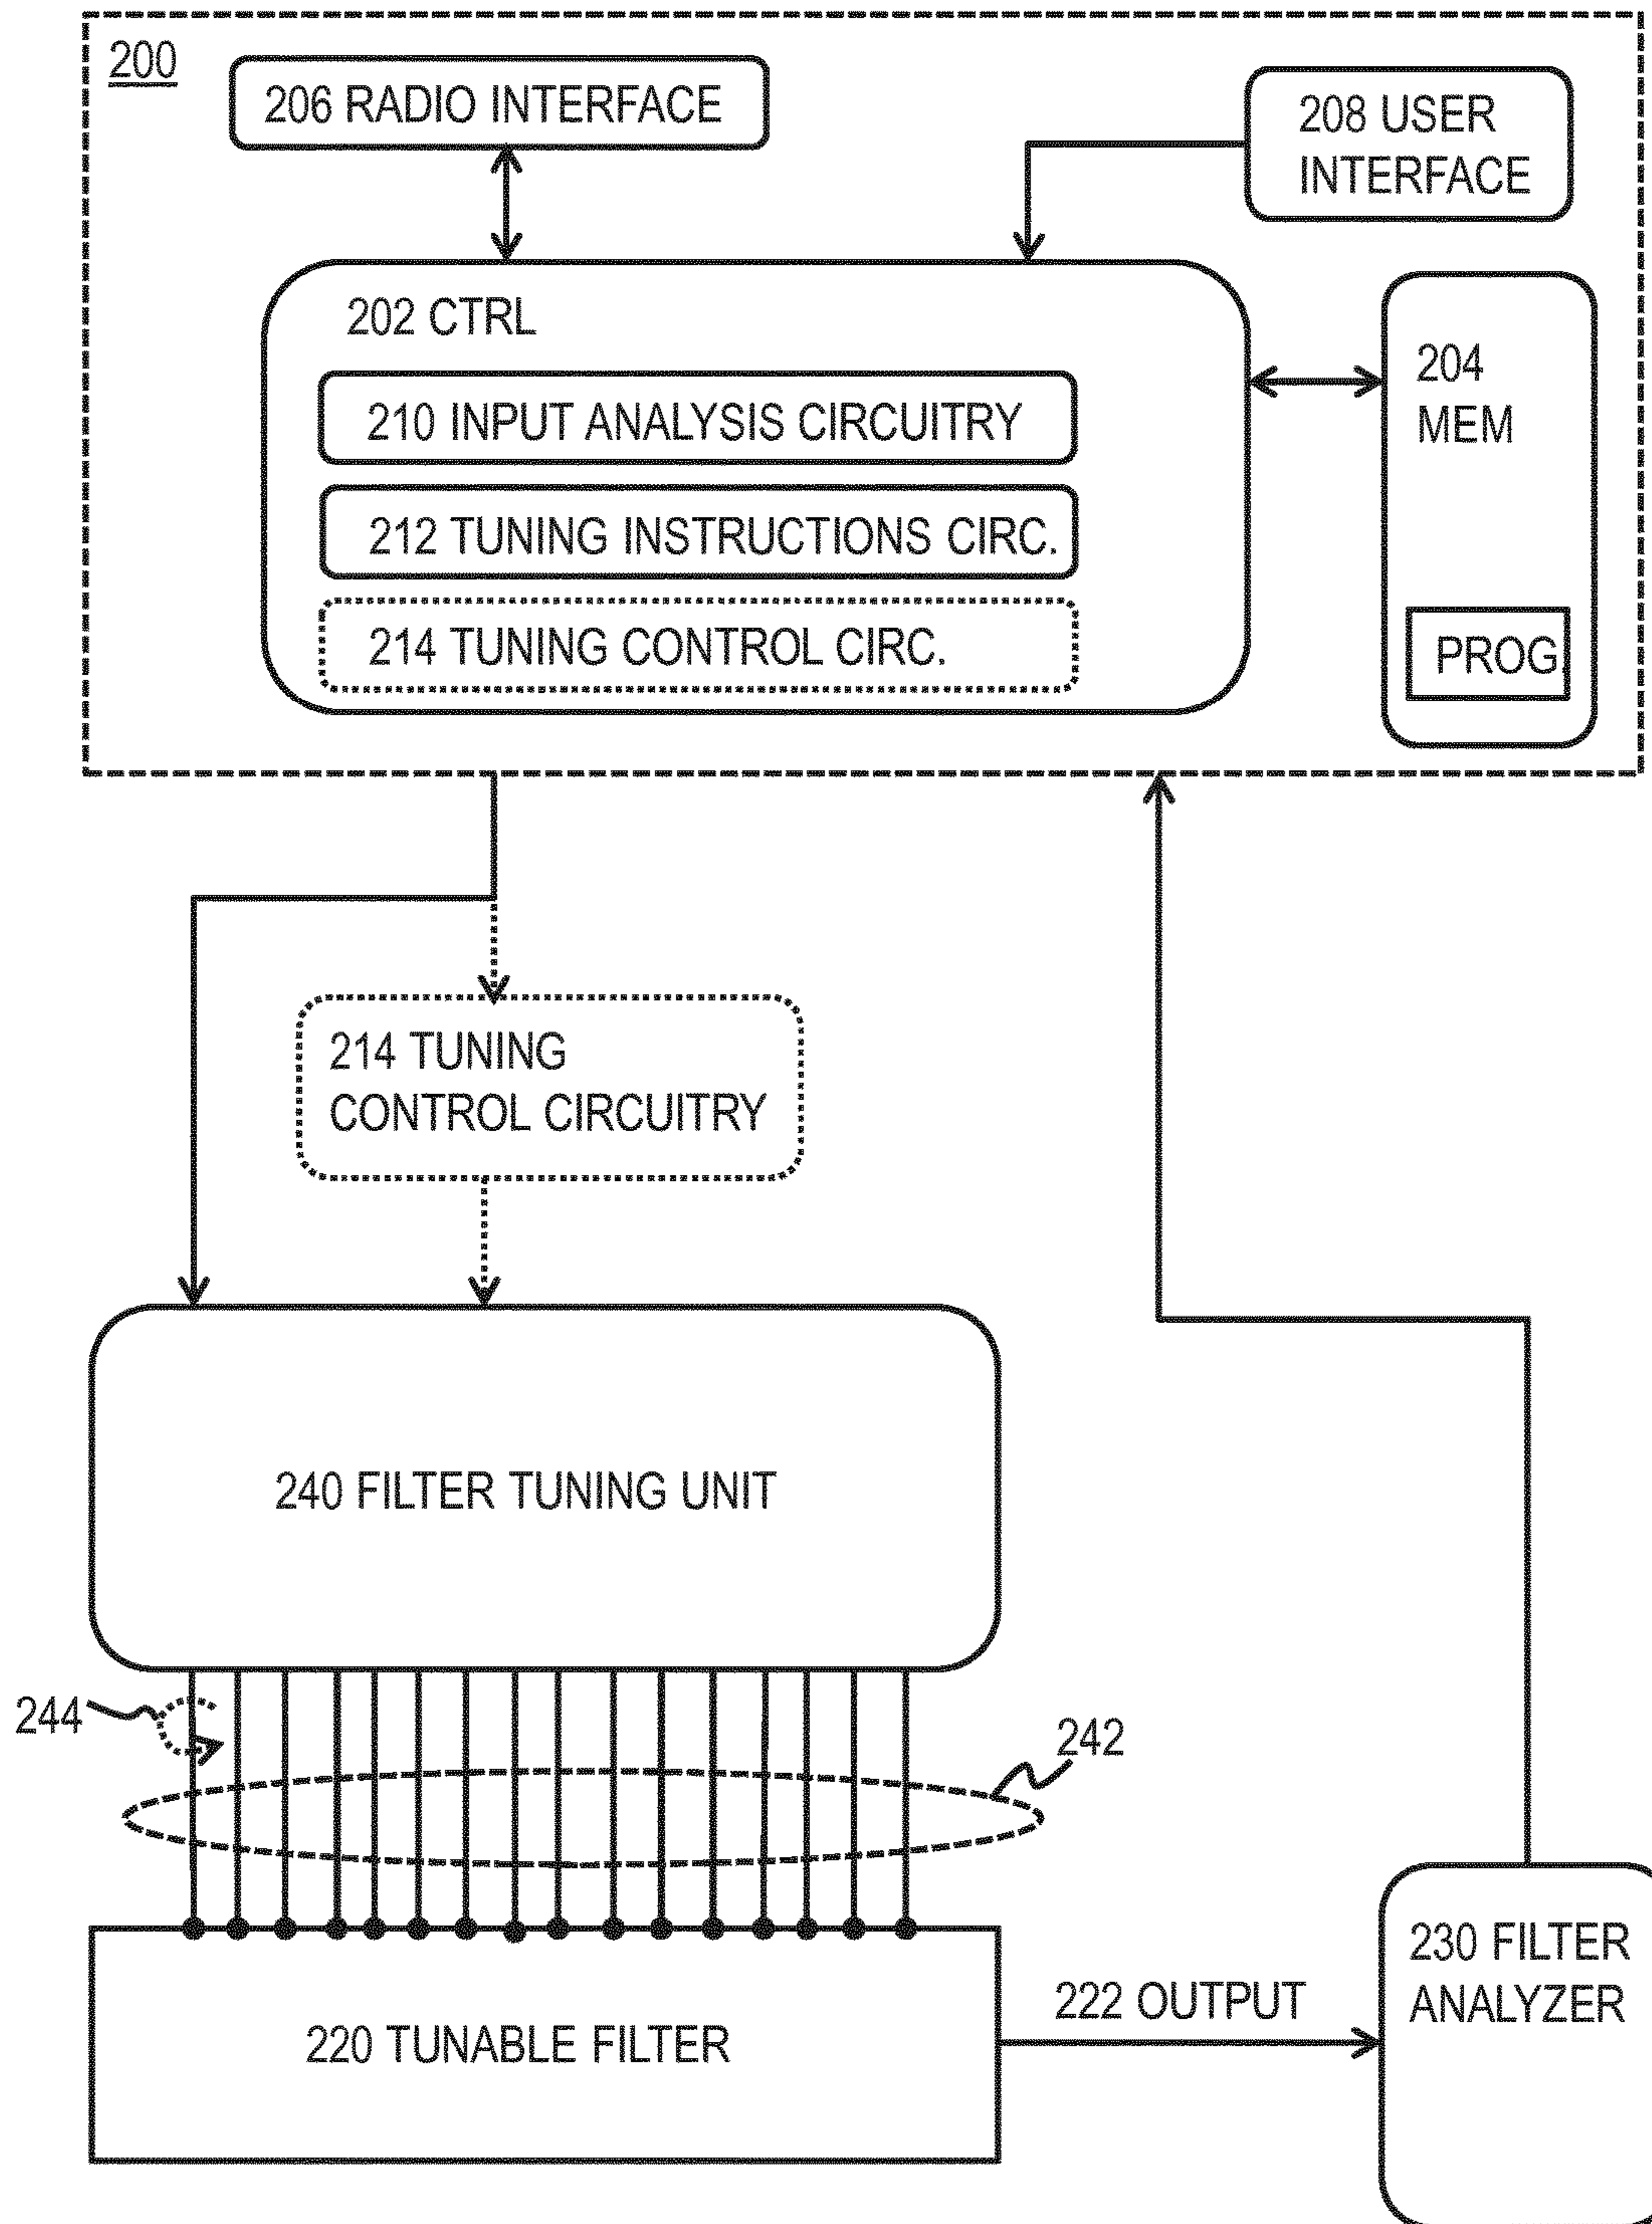 200
206 RADIO INTERFACE
208 USER
INTERFACE
202 CTRL
210 INPUT ANALYSIS CIRCUITRY
212 TUNING INSTRUCTIONS CIRC.
214 TUNING CONTROL CIRC.
204
MEM
PROG.
214 TUNING
CONTROL CIRCUITRY
240 FILTER TUNING UNIT
244
242
220 TUNABLE FILTER
222 OUTPUT
230 FILTER
ANALYZER